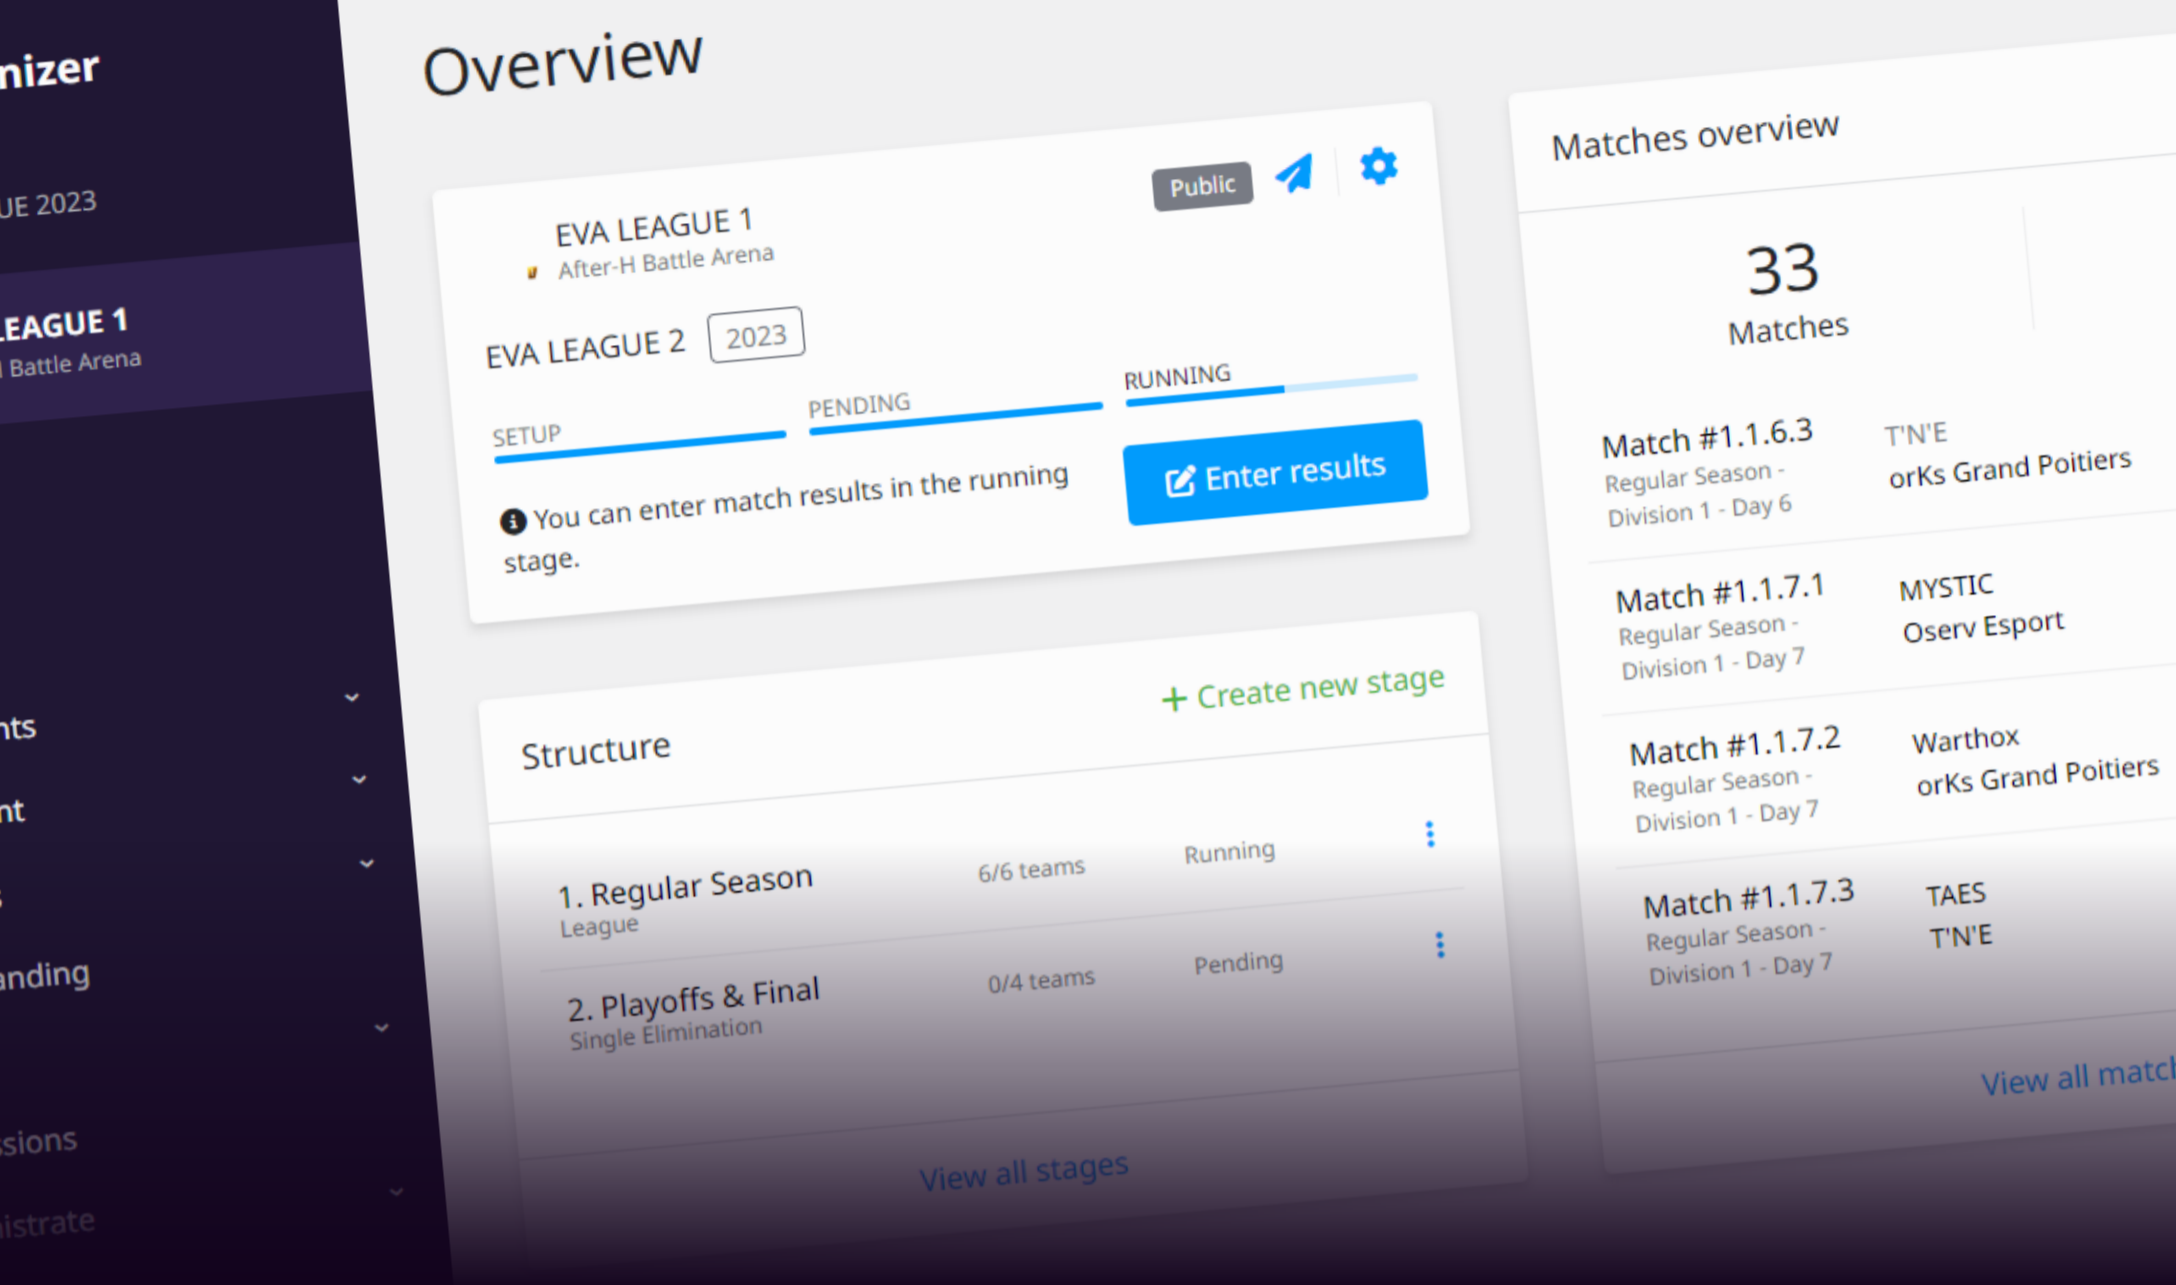 nizer
UE 2023
LEAGUE 1
Battle Arena
nts
nt
s
anding
ssions
istrate
Overview
EVA LEAGUE 1
After-H Battle Arena
Public
EVA LEAGUE 2 2023
SETUP PENDING RUNNING
You can enter match results in the running
stage.
Enter results
Structure
+ Create new stage
1. Regular Season 6/6 teams Running
League
2. Playoffs & Final 0/4 teams Pending
Single Elimination
View all stages
Matches overview
33
Matches
Match #1.1.6.3
Regular Season -
Division 1 - Day 6
T'N'E
orKs Grand Poitiers
Match #1.1.7.1
Regular Season -
Division 1 - Day 7
MYSTIC
Oserv Esport
Match #1.1.7.2
Regular Season -
Division 1 - Day 7
Warthox
orKs Grand Poitiers
Match #1.1.7.3
Regular Season -
Division 1 - Day 7
TAES
T'N'E
View all match